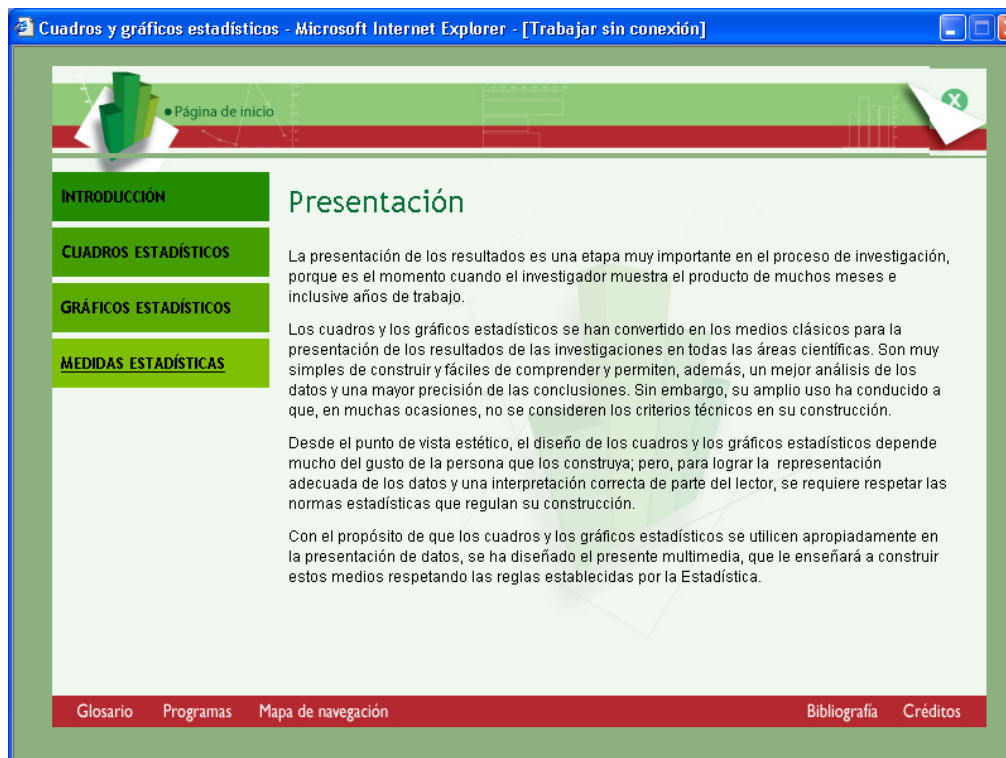 Cuadros y gráficos estadísticos - Microsoft Internet Explorer - [Trabajar sin conexión]
• Página de inicio
X
INTRODUCCIÓN
CUADROS ESTADÍSTICOS
GRÁFICOS ESTADÍSTICOS
MEDIDAS ESTADÍSTICAS
Presentación
La presentación de los resultados es una etapa muy importante en el proceso de investigación,
porque es el momento cuando el investigador muestra el producto de muchos meses e
inclusive años de trabajo.
Los cuadros y los gráficos estadísticos se han convertido en los medios clásicos para la
presentación de los resultados de las investigaciones en todas las áreas científicas. Son muy
simples de construir y fáciles de comprender y permiten, además, un mejor análisis de los
datos y una mayor precisión de las conclusiones. Sin embargo, su amplio uso ha conducido a
que, en muchas ocasiones, no se consideren los criterios técnicos en su construcción.
Desde el punto de vista estético, el diseño de los cuadros y los gráficos estadísticos depende
mucho del gusto de la persona que los construya; pero, para lograr la representación
adecuada de los datos y una interpretación correcta de parte del lector, se requiere respetar las
normas estadísticas que regulan su construcción.
Con el propósito de que los cuadros y los gráficos estadísticos se utilicen apropiadamente en
la presentación de datos, se ha diseñado el presente multimedia, que le enseñará a construir
estos medios respetando las reglas establecidas por la Estadística.
Glosario Programas Mapa de navegación Bibliografía Créditos